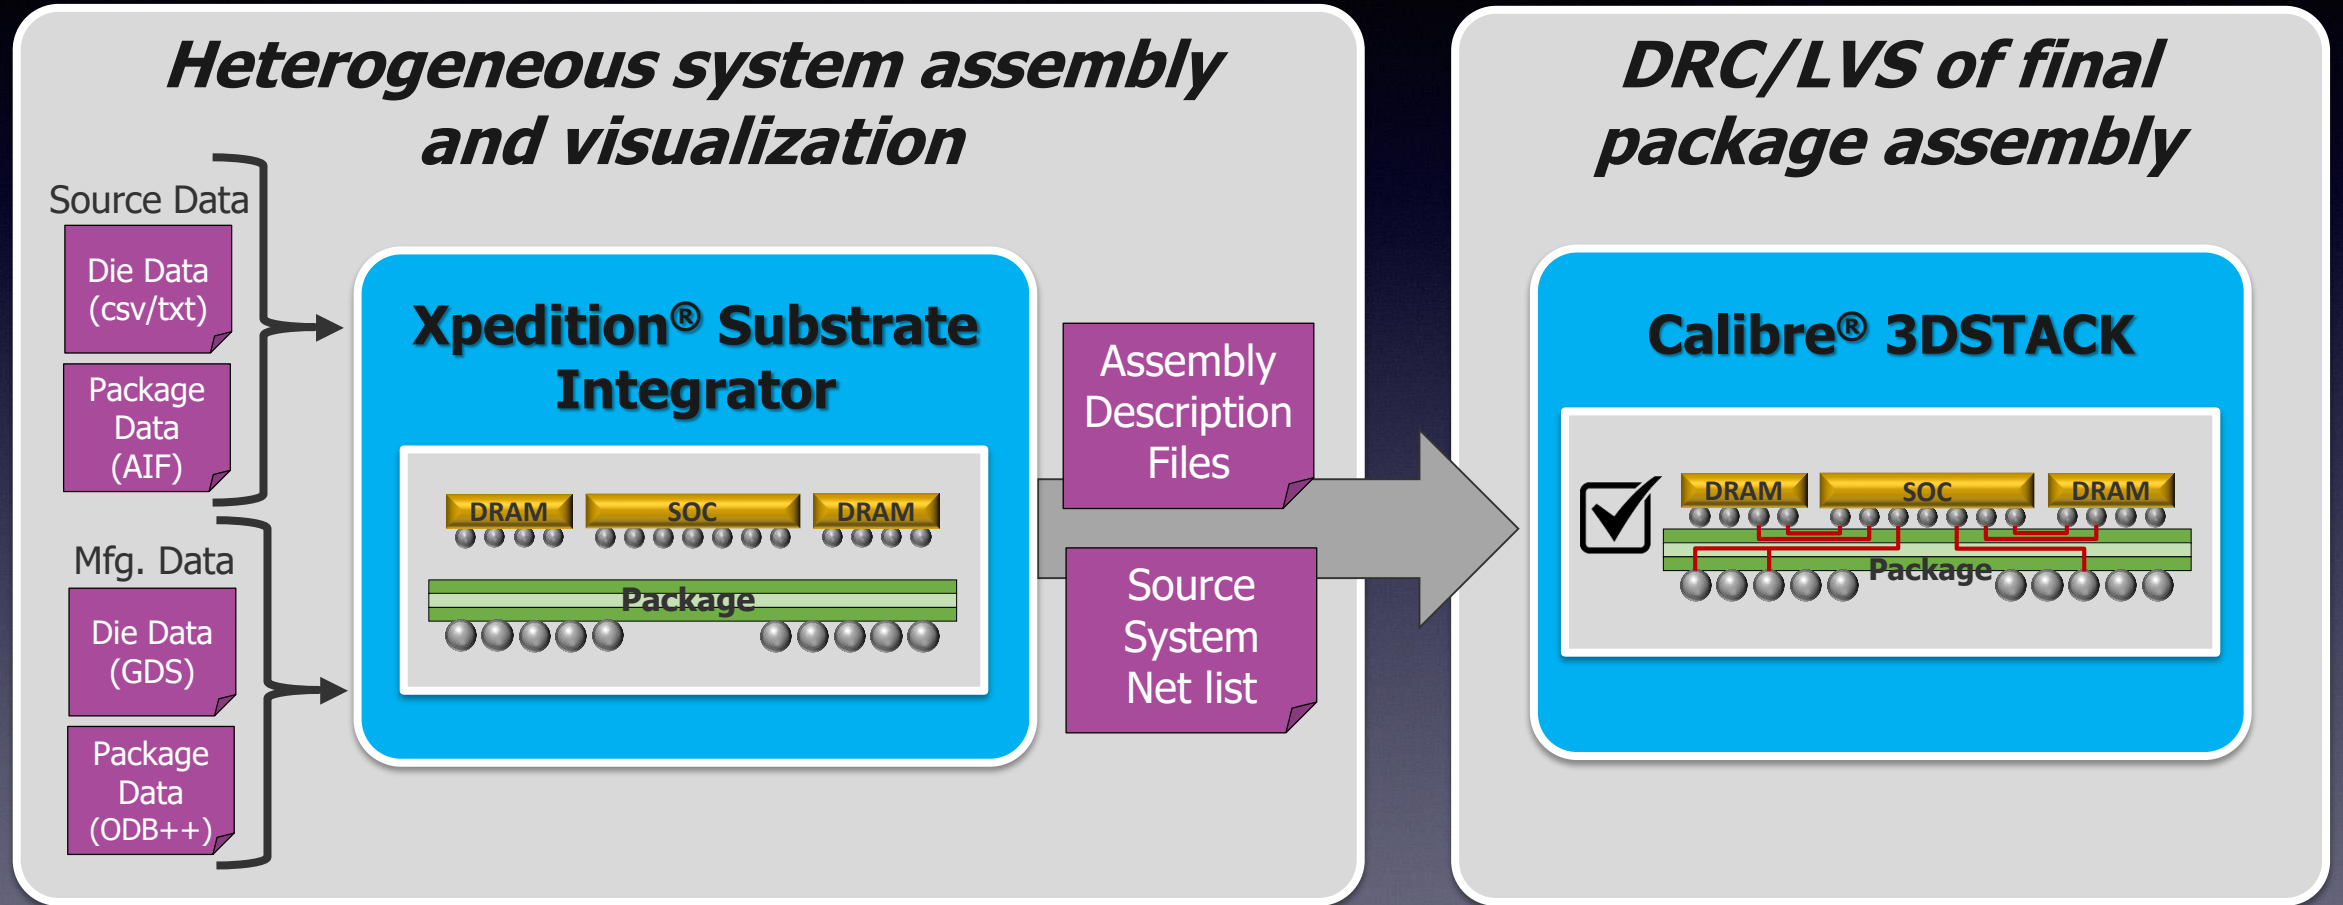 Heterogeneous system assembly
and visualization
Source Data
Die Data
(csv/txt)
Package
Data
(AIF)
Mfg. Data
Die Data
(GDS)
Package
Data
(ODB++)
Xpedition® Substrate
Integrator
DRAM
SOC
DRAM
Package
Assembly
Description
Files
Source
System
Net list
DRC/LVS of final
package assembly
Calibre® 3DSTACK
DRAM
SOC
DRAM
Package